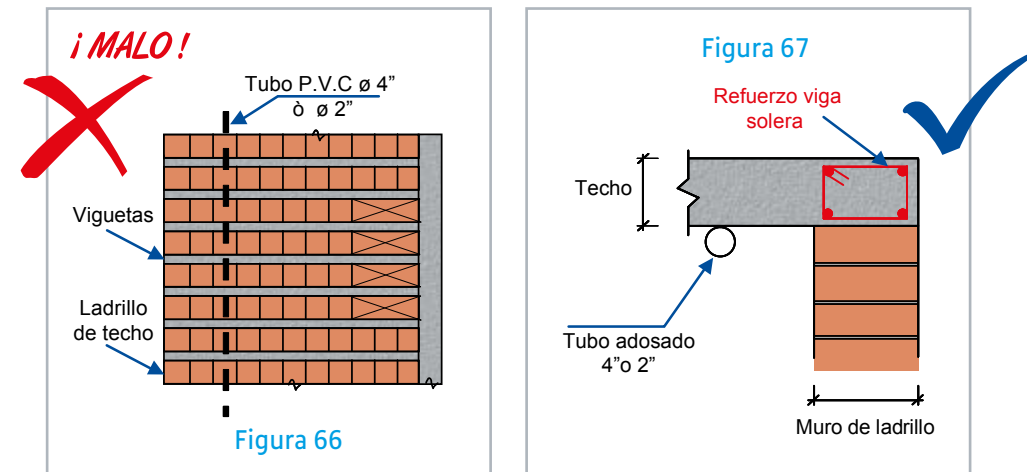 ¡ MALO !
Tubo P.V.C ø 4”
ò ø 2”
Viguetas
Ladrillo
de techo
Figura 66
Figura 67
Refuerzo viga
solera
Techo
Tubo adosado
4”o 2”
Muro de ladrillo